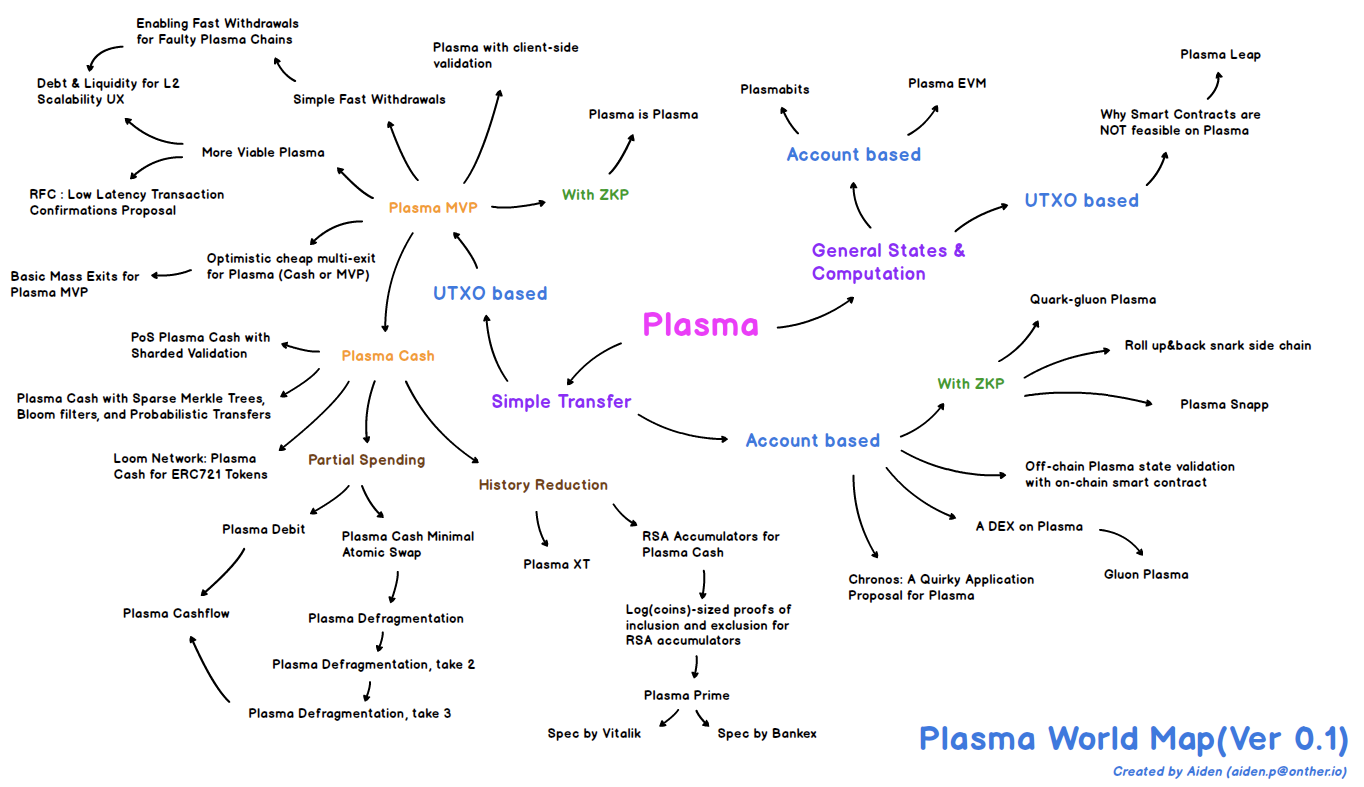 Enabling Fast Withdrawals
for Faulty Plasma Chains
Debt & Liquidity for L2
Scalability UX
Simple Fast Withdrawals
Plasma with client-side
validation
More Viable Plasma
RFC : Low Latency Transaction
Confirmations Proposal
Plasma MVP
Plasma is Plasma
With ZKP
Optimistic cheap multi-exit
for Plasma (Cash or MVP)
Basic Mass Exits for
Plasma MVP
UTXO based
Plasmabits
Plasma EVM
Account based
Plasma Leap
Why Smart Contracts are
NOT feasible on Plasma
UTXO based
General States &
Computation
Plasma
Simple Transfer
PoS Plasma Cash with
Sharded Validation
Plasma Cash
Plasma Cash with Sparse Merkle Trees,
Bloom filters, and Probabilistic Transfers
Loom Network: Plasma
Cash for ERC721 Tokens
Partial Spending
History Reduction
Plasma Debit
Plasma Cash Minimal
Atomic Swap
Plasma Cashflow
Plasma Defragmentation
Plasma Defragmentation, take 2
Plasma Defragmentation, take 3
Plasma XT
RSA Accumulators for
Plasma Cash
Log(coins)-sized proofs of
inclusion and exclusion for
RSA accumulators
Plasma Prime
Spec by Vitalik
Spec by Bankex
Account based
With ZKP
Quark-gluon Plasma
Roll up&back snark side chain
Plasma Snapp
Off-chain Plasma state validation
with on-chain smart contract
A DEX on Plasma
Gluon Plasma
Chronos: A Quirky Application
Proposal for Plasma
Plasma World Map(Ver 0.1)
Created by Aiden (aiden.p@onther.io)